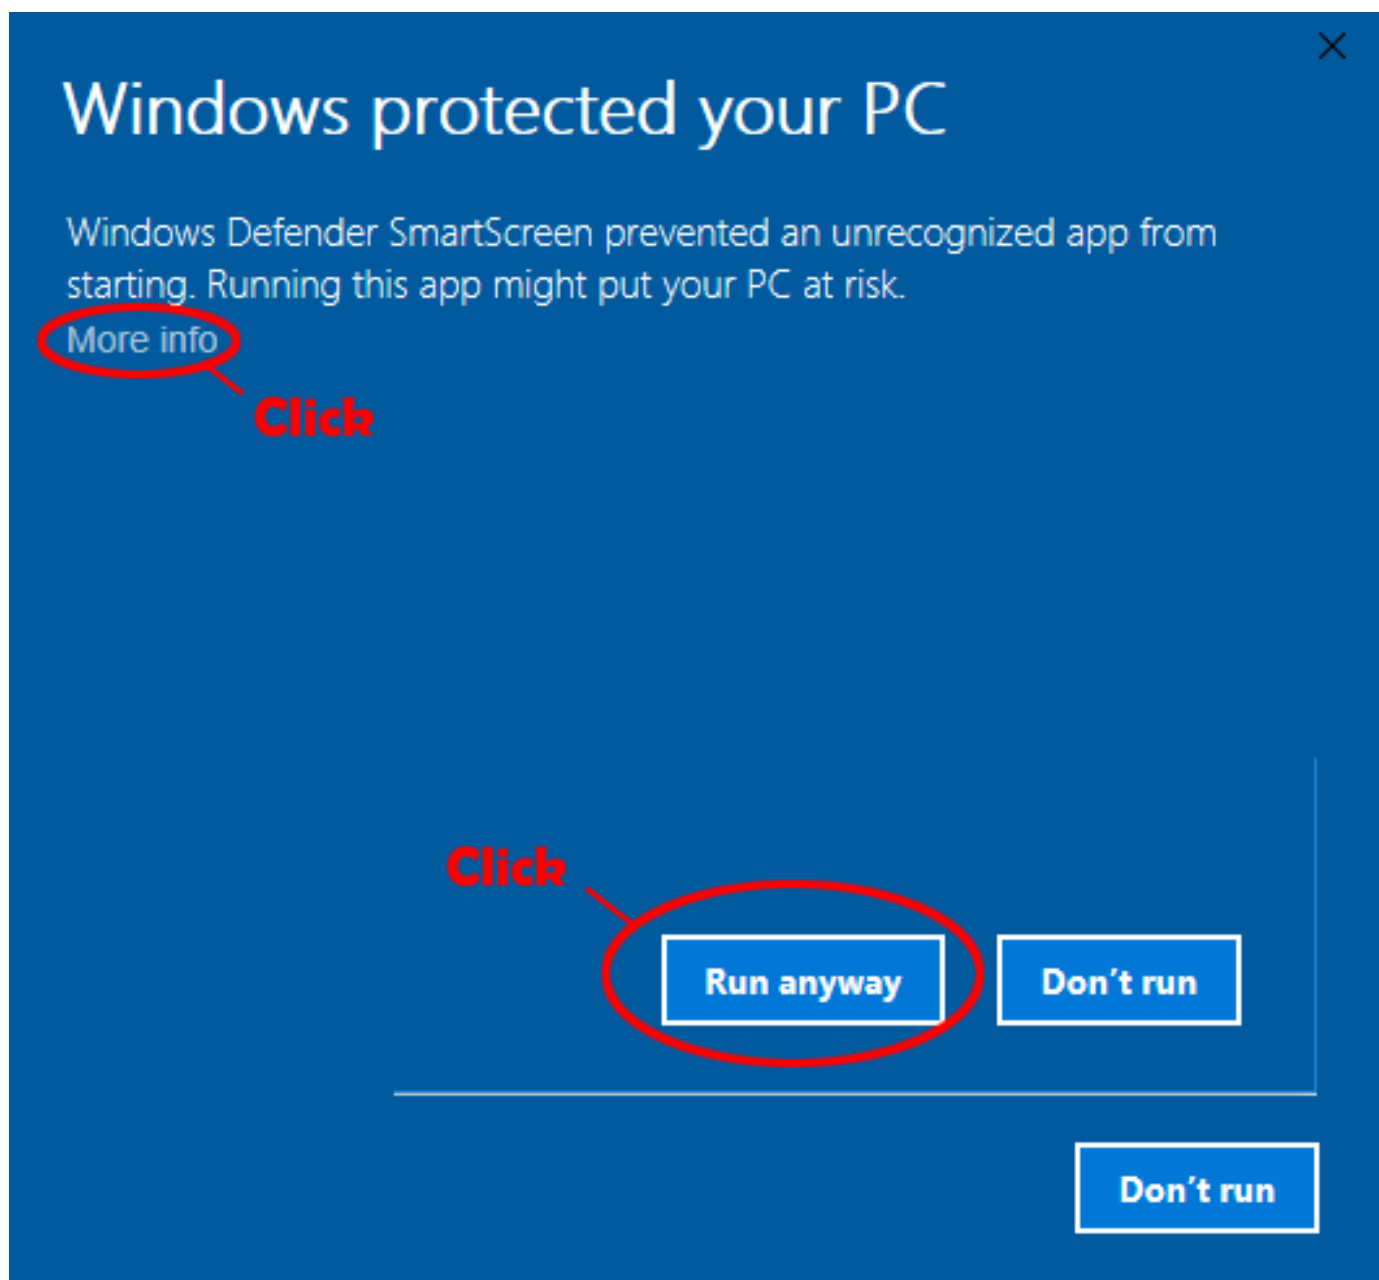 Windows protected your PC
Windows Defender SmartScreen prevented an unrecognized app from
starting. Running this app might put your PC at risk.
More info
Click
Click
Run anyway
Don’t run
Don’t run